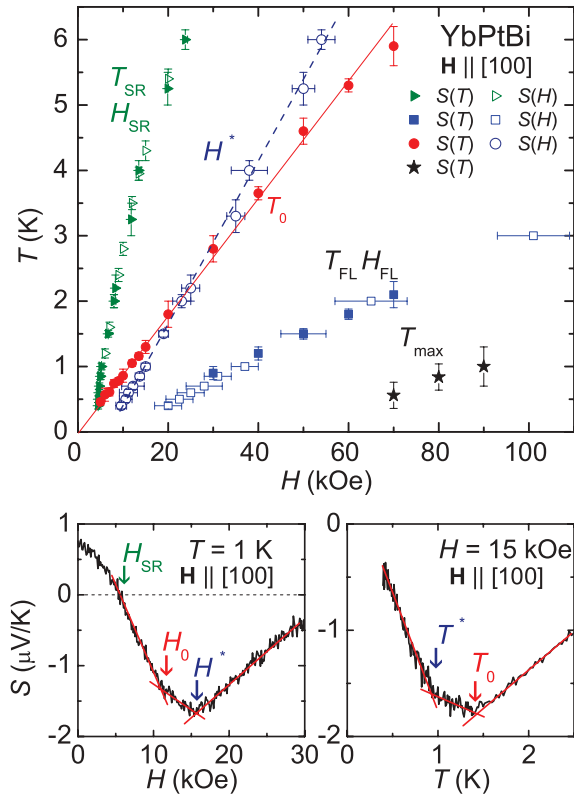 6
5
4
3
2
1
0
T (K)
0
20
40
60
80
100
H (kOe)
YbPtBi
H || [100]
S(T) S(H)
S(T) S(H)
S(T) S(H)
S(T)
T_SR
H_SR
H*
T_0
T_FL H_FL
T_max
1
0
-1
-2
S (μV/K)
0
10
20
30
H (kOe)
T = 1 K
H || [100]
H_SR
H_0
H*
0
-1
-2
0
1
2
T (K)
H = 15 kOe
H || [100]
T*
T_0